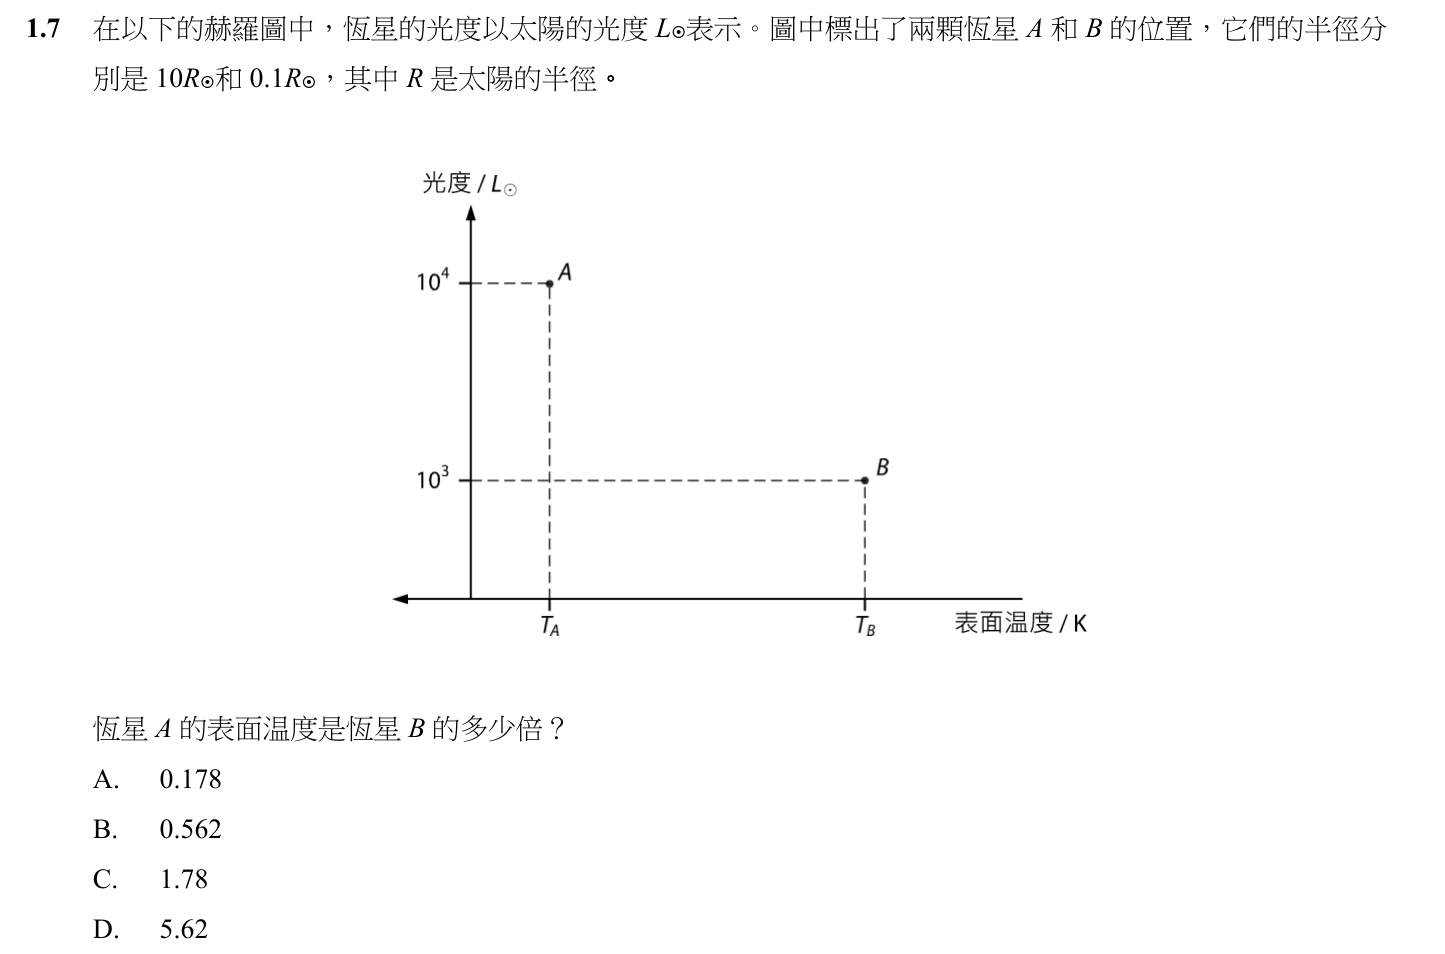 1.7 在以下的赫羅圖中，恆星的光度以太陽的光度 L⊙表示。圖中標出了兩顆恆星 A 和 B 的位置，它們的半徑分
別是 10R⊙和 0.1R⊙，其中 R 是太陽的半徑。
光度 / L⊙
10⁴
A
10³
B
T_A
T_B
表面温度 / K
恆星 A 的表面温度是恆星 B 的多少倍？
A. 0.178
B. 0.562
C. 1.78
D. 5.62